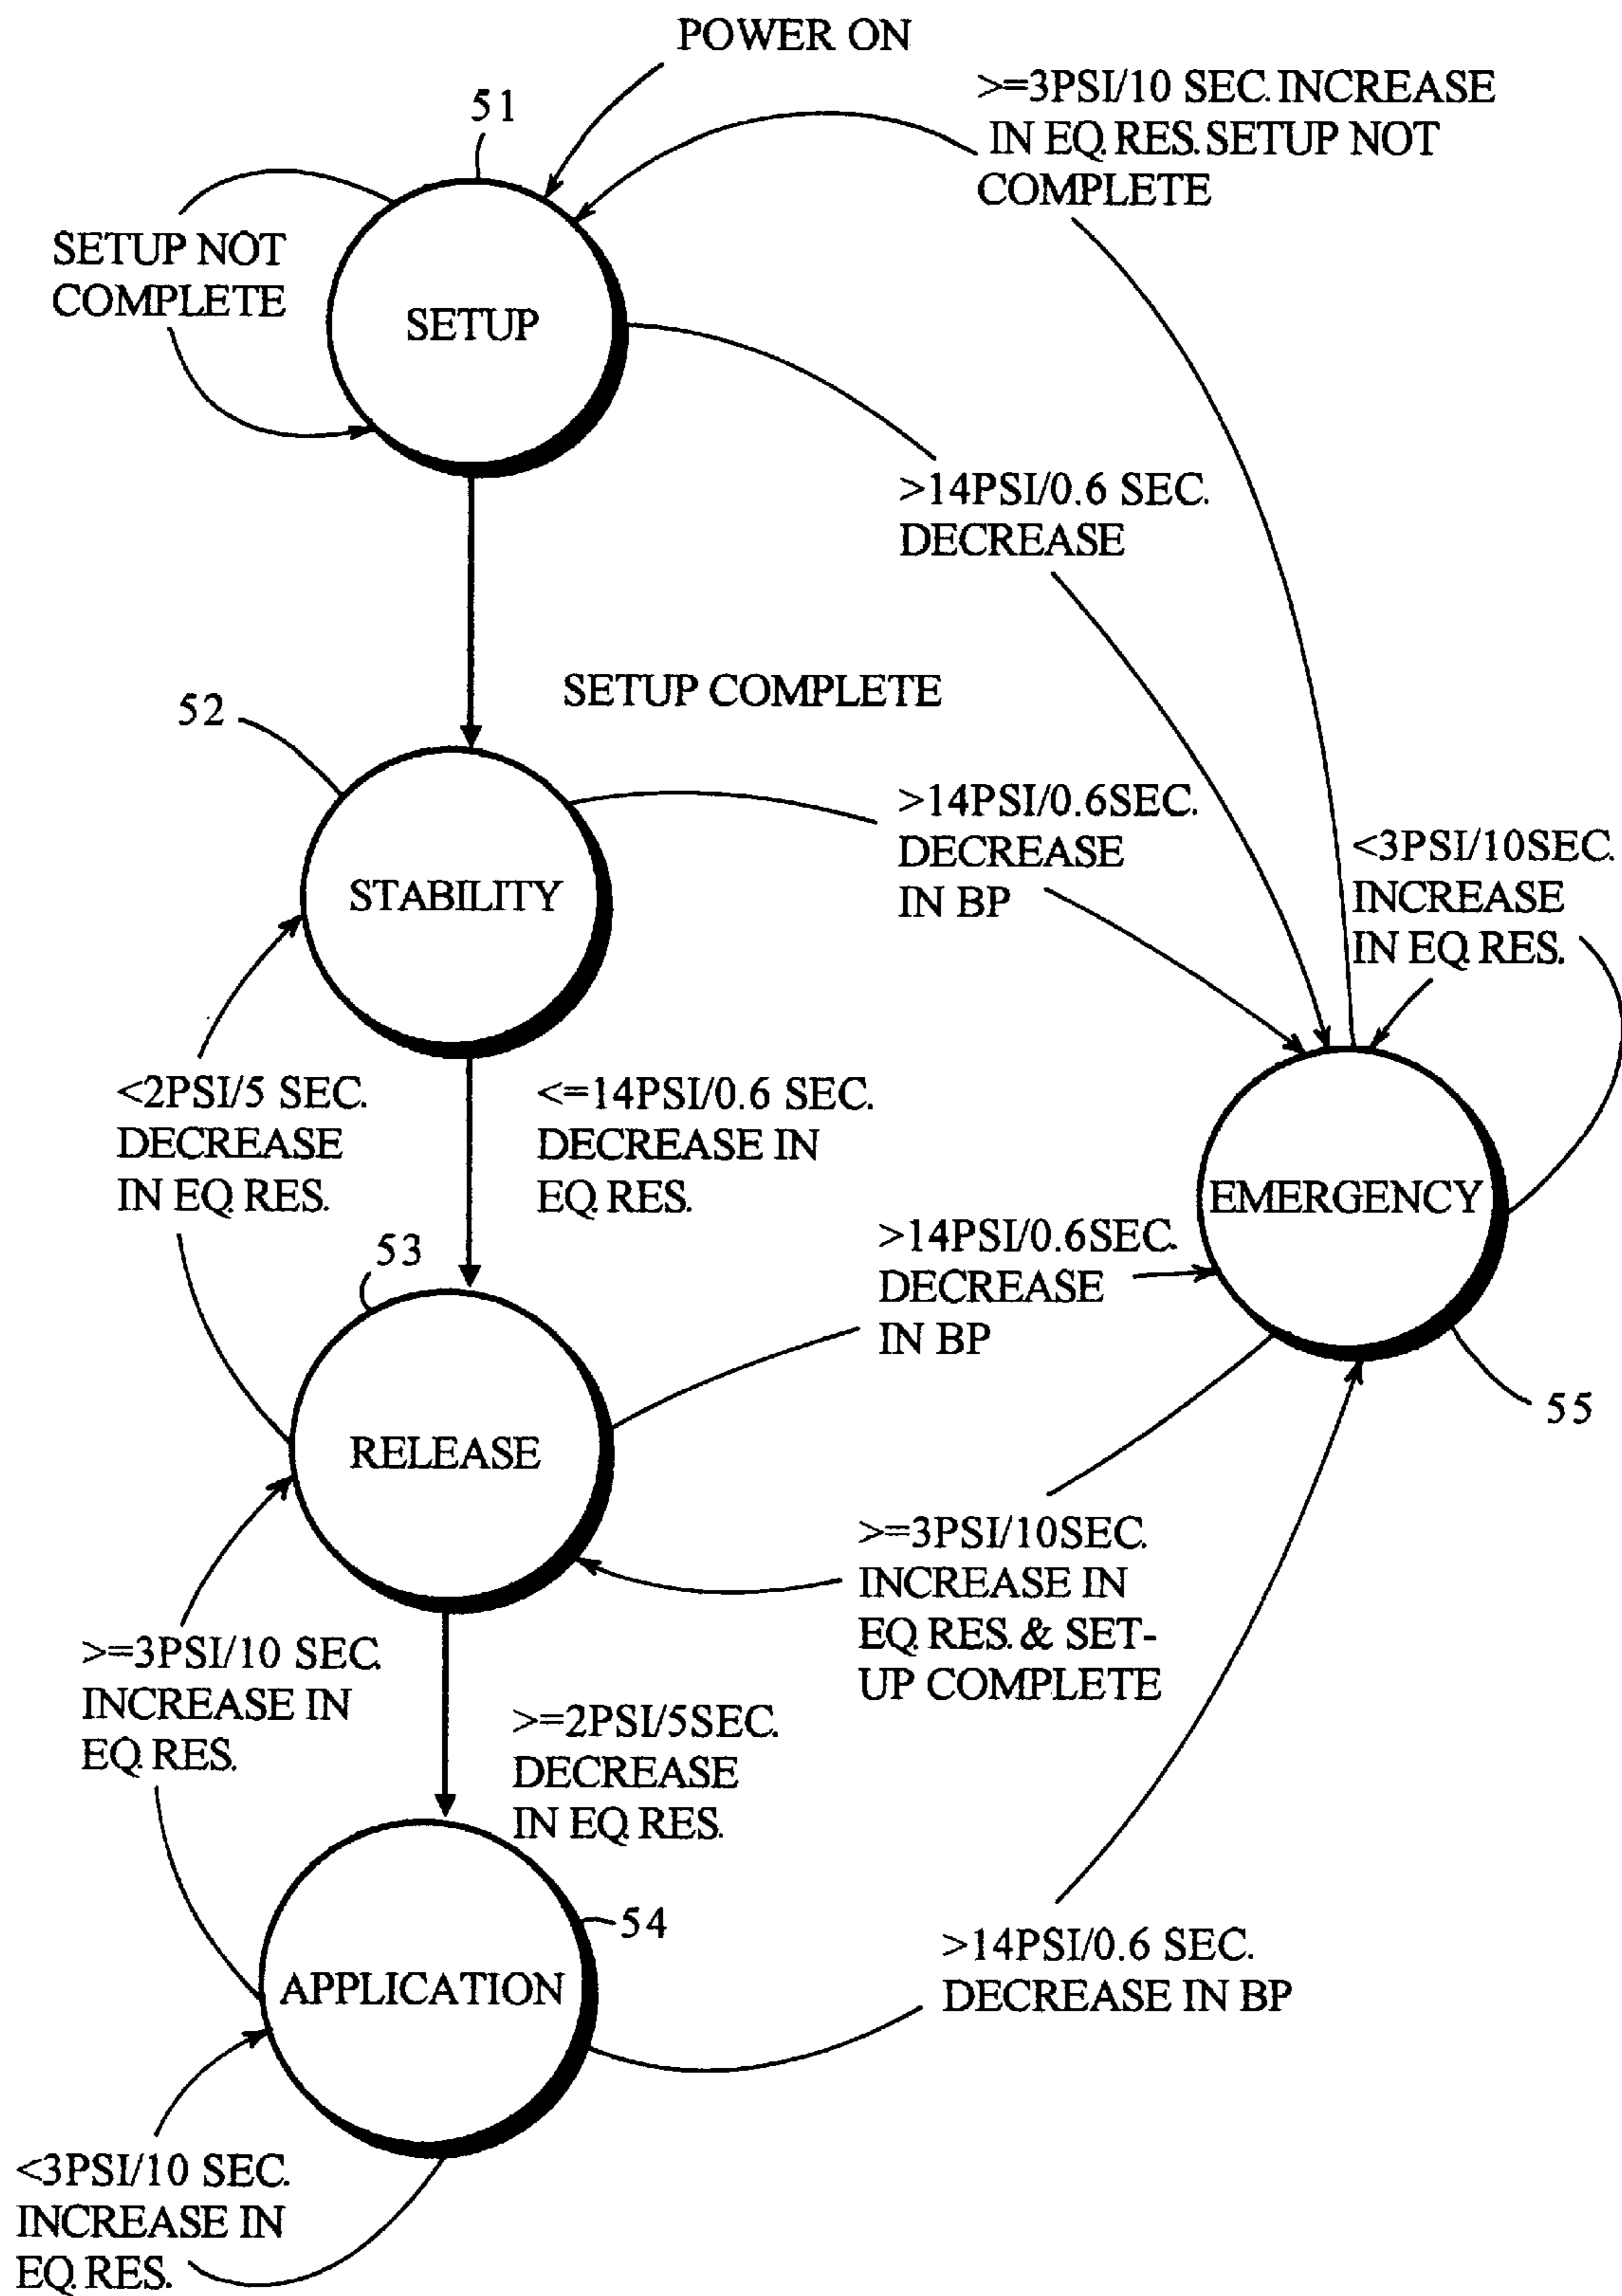 POWER ON
>=3PSI/10 SEC. INCREASE
IN EQ. RES. SETUP NOT
COMPLETE
51
SETUP NOT
COMPLETE
SETUP
>14PSI/0.6 SEC.
DECREASE
SETUP COMPLETE
52
>14PSI/0.6SEC.
DECREASE
IN BP
<3PSI/10SEC.
INCREASE
IN EQ. RES.
STABILITY
<2PSI/5 SEC.
DECREASE
IN EQ. RES.
<=14PSI/0.6 SEC.
DECREASE IN
EQ. RES.
EMERGENCY
53
>14PSI/0.6SEC.
DECREASE
IN BP
55
RELEASE
>=3PSI/10SEC.
INCREASE IN
EQ. RES. & SET-
UP COMPLETE
>=3PSI/10 SEC.
INCREASE IN
EQ. RES.
>=2PSI/5SEC.
DECREASE
IN EQ. RES.
54
APPLICATION
>14PSI/0.6 SEC.
DECREASE IN BP
<3PSI/10 SEC.
INCREASE IN
EQ. RES.